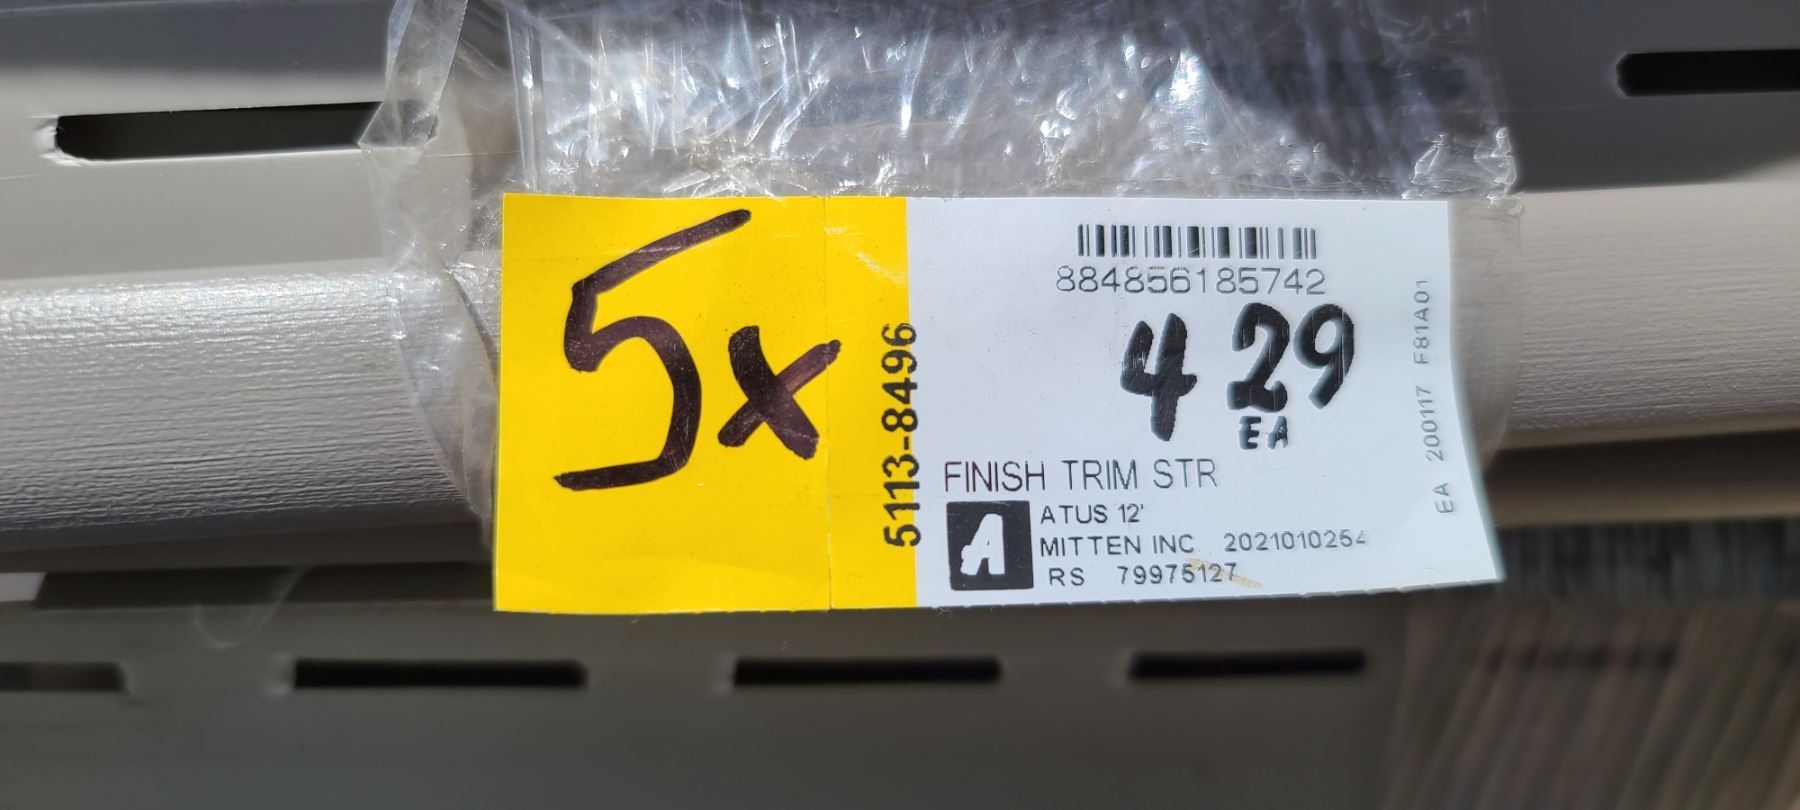 5x
5113-8496
884856185742
4 29
EA
FINISH TRIM STR
A
ATUS 12'
MITTEN INC 2021010254
RS 79975127
EA 200117 F81A01